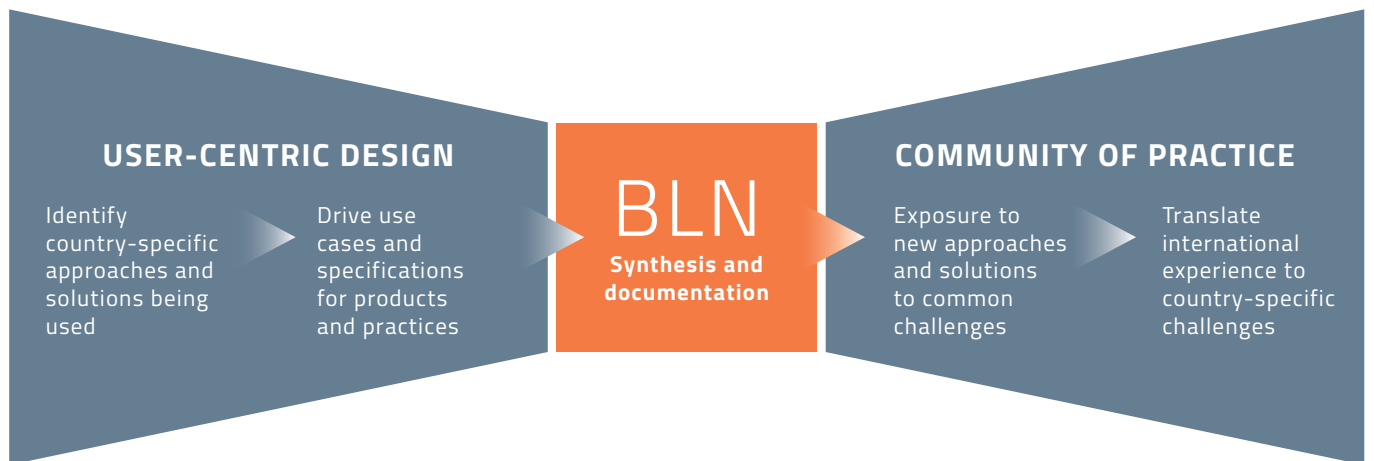 USER-CENTRIC DESIGN
Identify
country-specific
approaches and
solutions being
used
Drive use
cases and
specifications
for products
and practices
BLN
Synthesis and
documentation
COMMUNITY OF PRACTICE
Exposure to
new approaches
and solutions
to common
challenges
Translate
international
experience to
country-specific
challenges